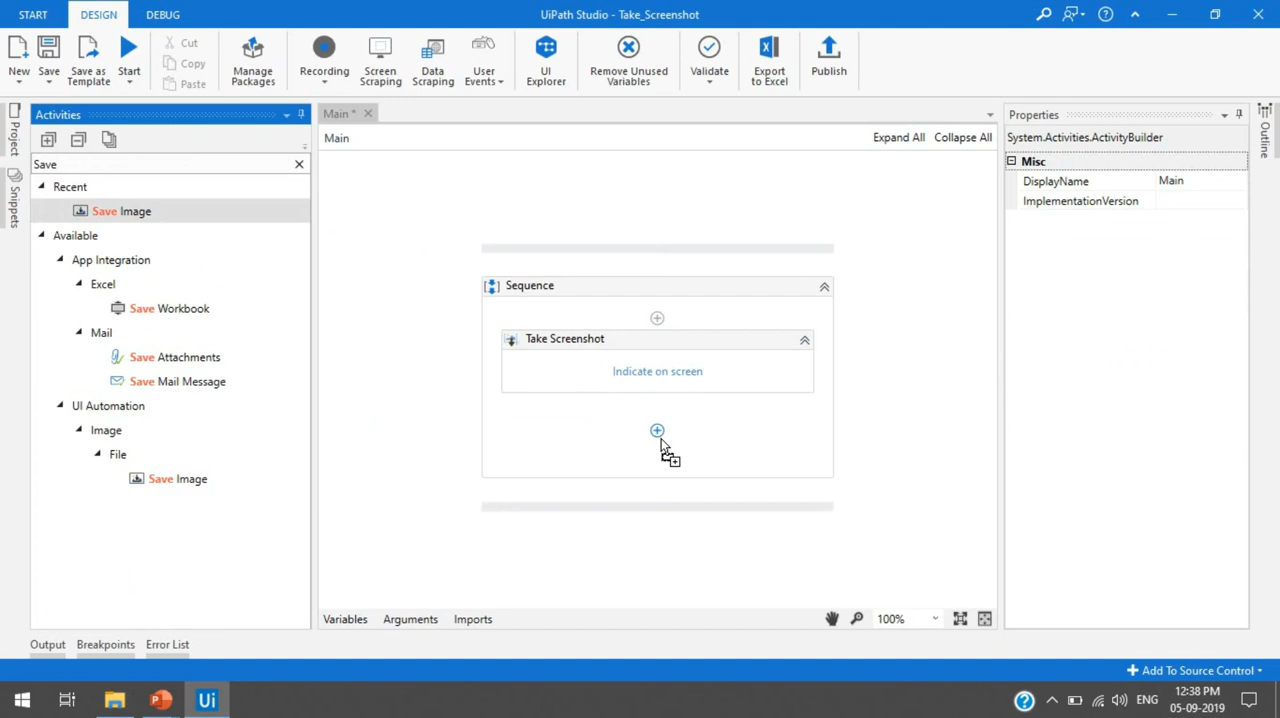 START
DESIGN
DEBUG
UiPath Studio - Take_Screenshot
New
Save
Save as Template
Start
Cut
Copy
Paste
Manage Packages
Recording
Screen Scraping
Data Scraping
User Events
UI Explorer
Remove Unused Variables
Validate
Export to Excel
Publish
Project
Snippets
Activities
Save
Recent
Save Image
Available
App Integration
Excel
Save Workbook
Mail
Save Attachments
Save Mail Message
UI Automation
Image
File
Save Image
Main *
Main
Expand All
Collapse All
Sequence
Take Screenshot
Indicate on screen
Variables
Arguments
Imports
100%
Properties
System.Activities.ActivityBuilder
Misc
DisplayName
Main
ImplementationVersion
Outline
Output
Breakpoints
Error List
Add To Source Control
Ui
ENG
12:38 PM
05-09-2019